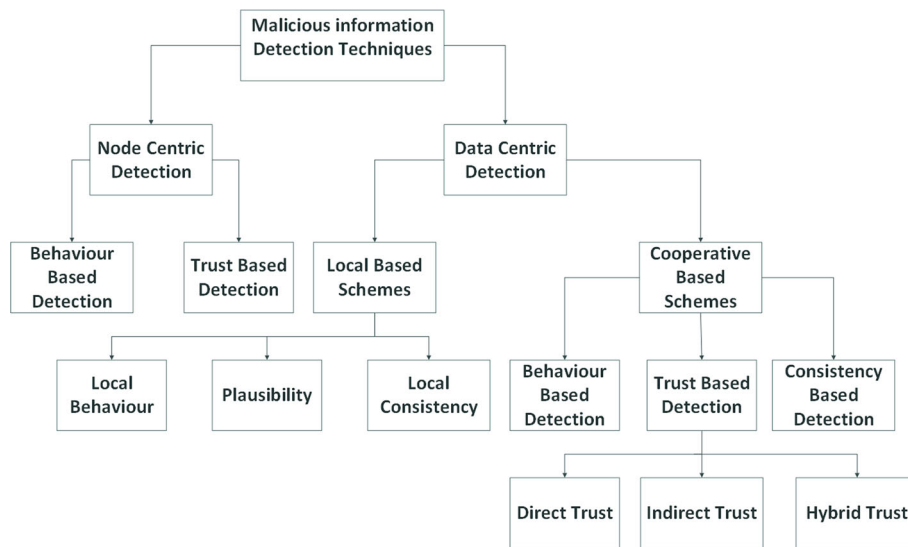 Malicious information
Detection Techniques
Node Centric
Detection
Data Centric
Detection
Behaviour
Based
Detection
Trust Based
Detection
Local Based
Schemes
Cooperative
Based
Schemes
Local
Behaviour
Plausibility
Local
Consistency
Behaviour
Based
Detection
Trust Based
Detection
Consistency
Based
Detection
Direct Trust
Indirect Trust
Hybrid Trust